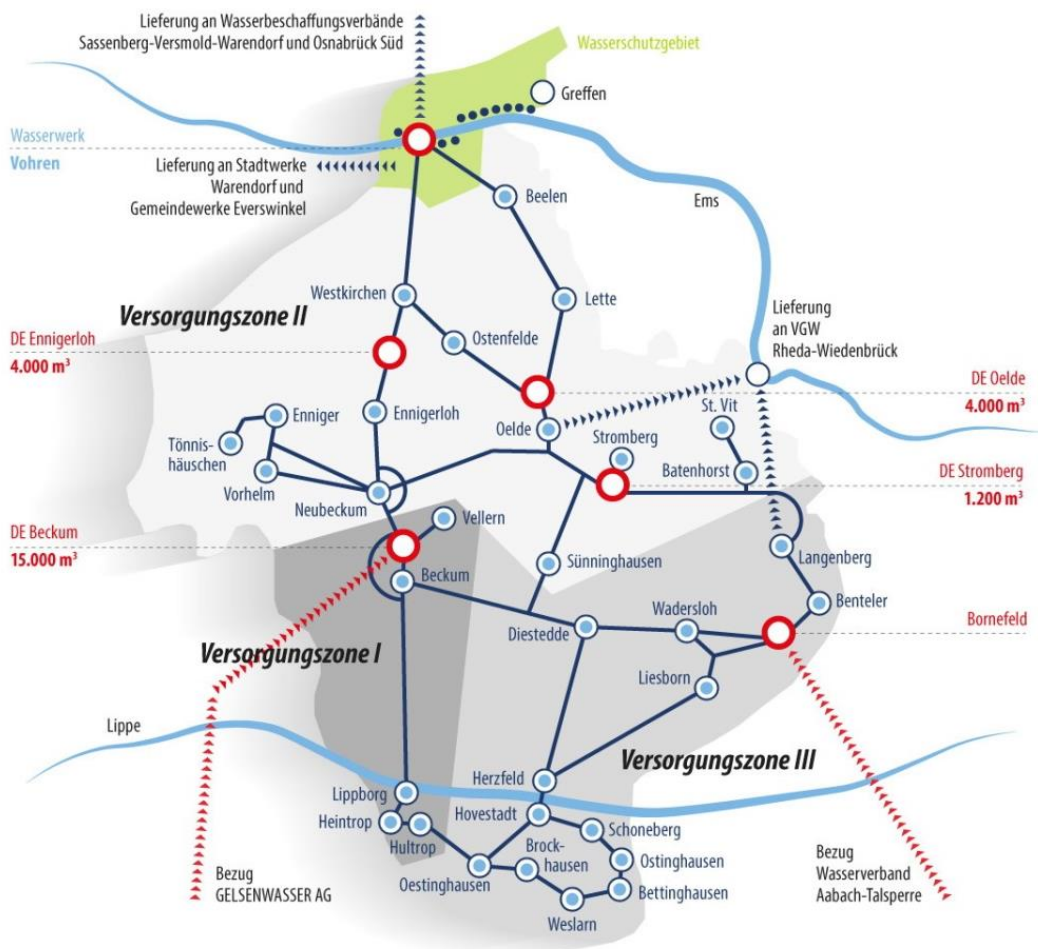 Lieferung an Wasserbeschaffungsverbände
Sassenberg-Versmold-Warendorf und Osnabrück Süd
Wasserschutzgebiet
Greffen
Wasserwerk
Vohren
Lieferung an Stadtwerke
Warendorf und
Gemeindewerke Everswinkel
Beelen
Ems
Westkirchen
Lette
Versorgungszone II
Lieferung
an VGW
Rheda-Wiedenbrück
DE Ennigerloh
4.000 m³
Ostenfelde
DE Oelde
4.000 m³
Enniger
Ennigerloh
Oelde
St. Vit
Stromberg
Tönnis-
häuschen
Vorhelm
Neubeckum
Batenhorst
DE Stromberg
1.200 m³
DE Beckum
15.000 m³
Vellern
Beckum
Sünninghausen
Langenberg
Benteler
Diestedde
Wadersloh
Bornefeld
Versorgungszone I
Liesborn
Lippe
Versorgungszone III
Herzfeld
Lippborg
Hovestadt
Heintrop
Hultrop
Schoneberg
Brock-
hausen
Ostinghausen
Oestinghausen
Bettinghausen
Weslarn
Bezug
GELSENWASSER AG
Bezug
Wasserverband
Aabach-Talsperre